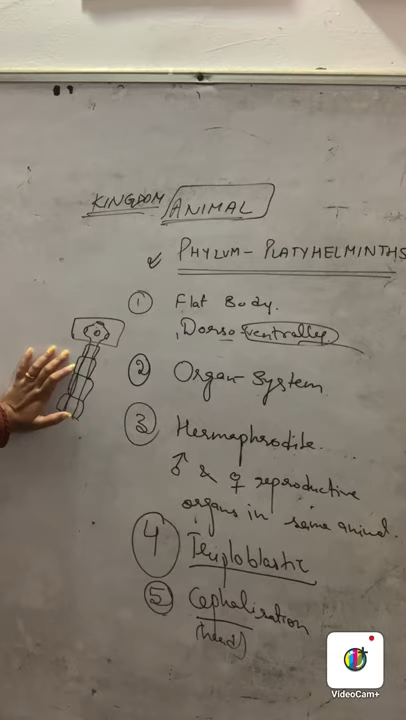 KINGDOM ANIMAL
✓ PHYLUM - PLATYHELMINTHS
① Flat Body.
Dorso-ventrally.
② Organ System
③ Hermaphrodite....
♂ & ♀ reproductive
organs in same animal.
④ Triploblastic
⑤ Cephalisation
(head)
VideoCam+